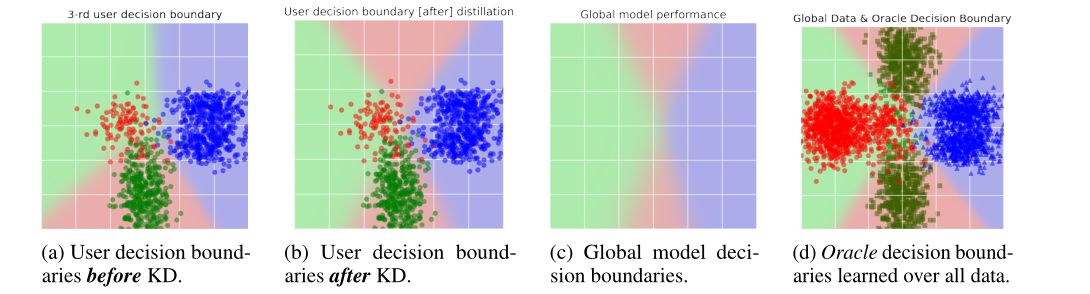 3-rd user decision boundary
User decision boundary [after] distillation
Global model performance
Global Data & Oracle Decision Boundary
(a) User decision bound-
aries before KD.
(b) User decision bound-
aries after KD.
(c) Global model deci-
sion boundaries.
(d) Oracle decision bound-
aries learned over all data.